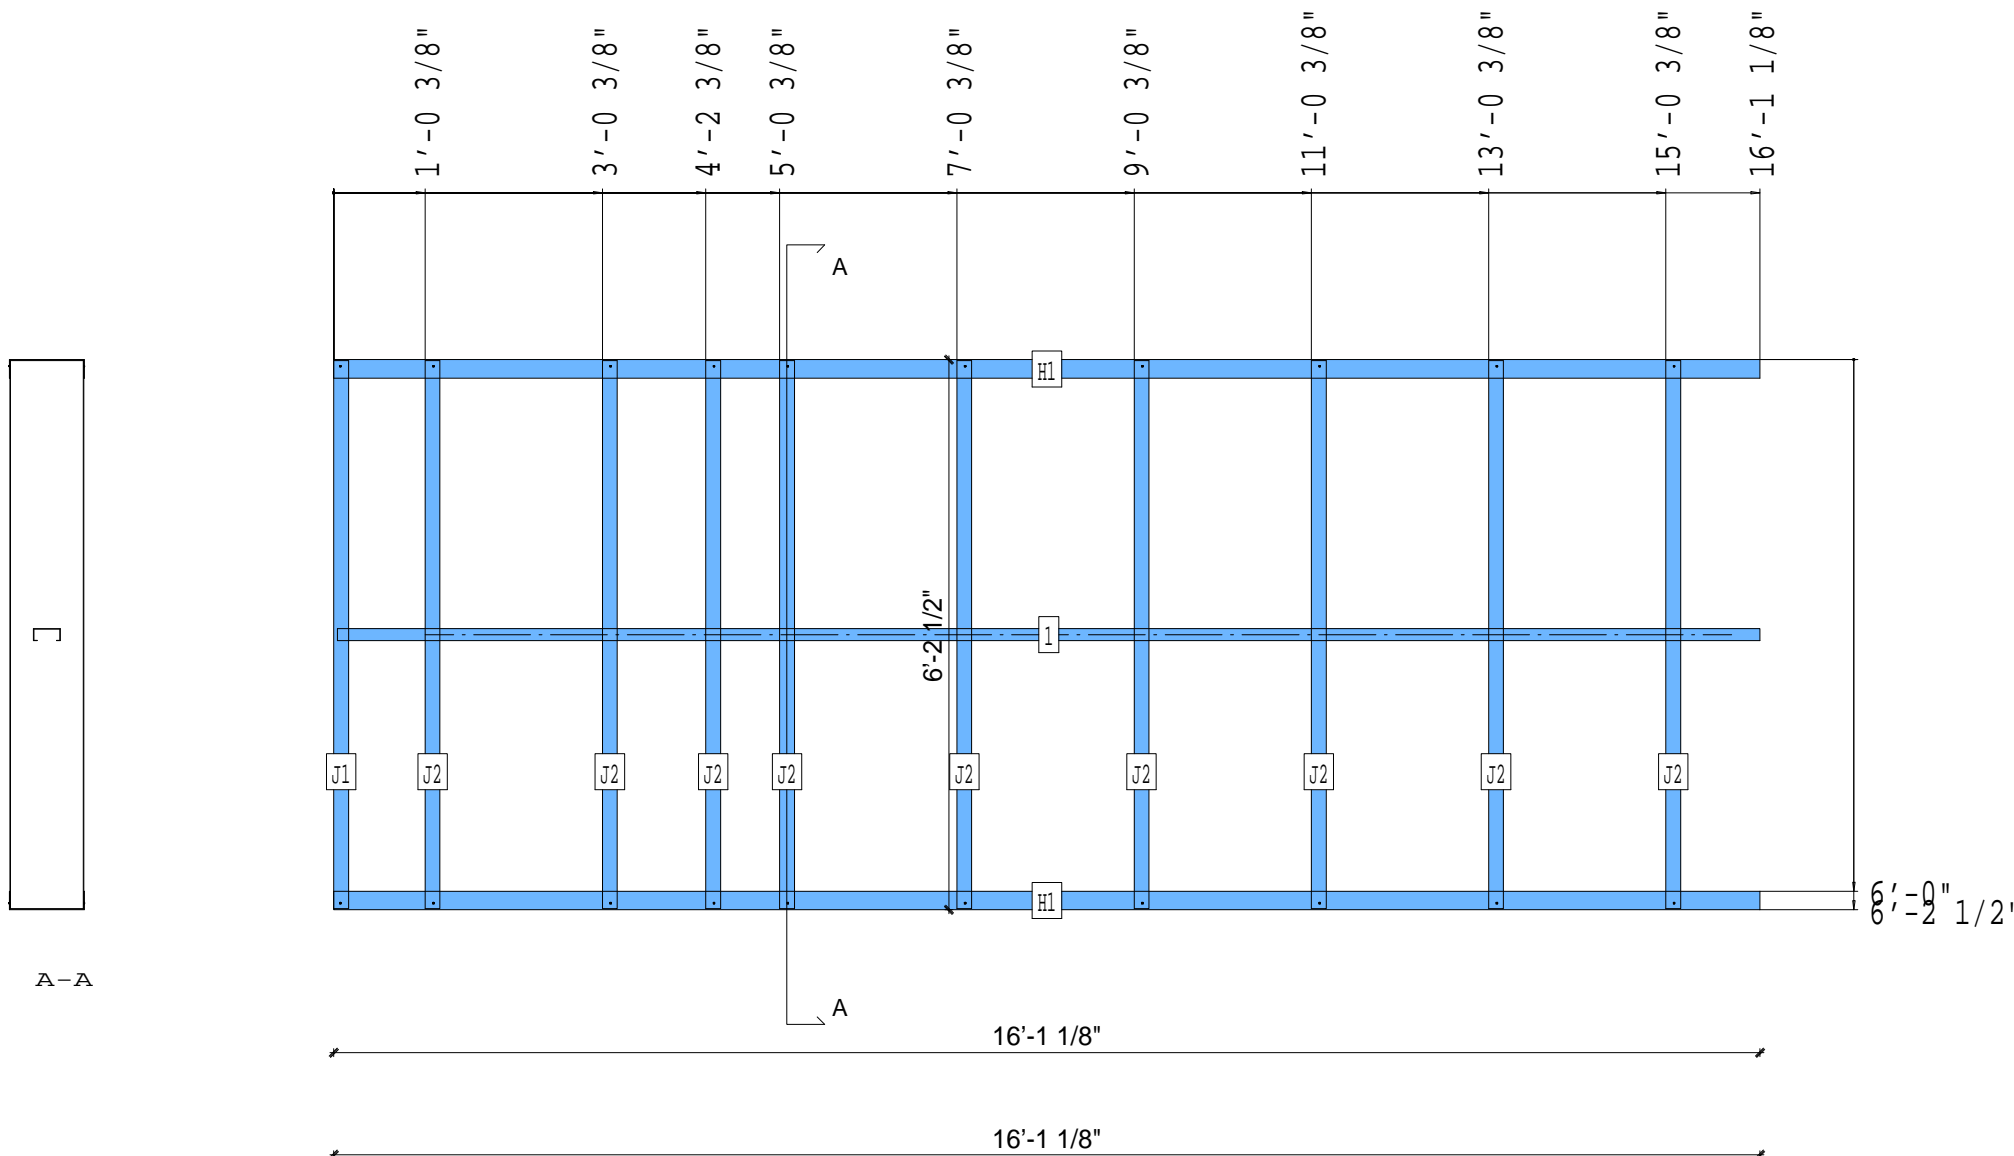 1'-0 3/8"
3'-0 3/8"
4'-2 3/8"
5'-0 3/8"
7'-0 3/8"
9'-0 3/8"
11'-0 3/8"
13'-0 3/8"
15'-0 3/8"
16'-1 1/8"
A
H1
6'-2 1/2"
1
J1
J2
J2
J2
J2
J2
J2
J2
J2
J2
H1
6'-0"
6'-2 1/2'
A-A
A
16'-1 1/8"
16'-1 1/8"